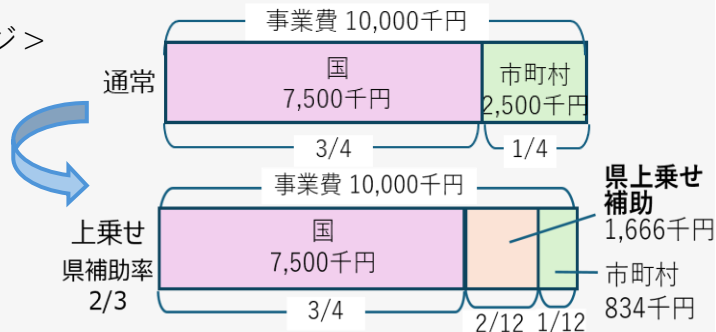 事業費 10,000千円
ジ＞
通常
国
7,500千円
市町村
2,500千円
3/4
1/4
事業費 10,000千円
上乗せ
県補助率
2/3
国
7,500千円
県上乗せ
補助
1,666千円
市町村
834千円
3/4
2/12
1/12